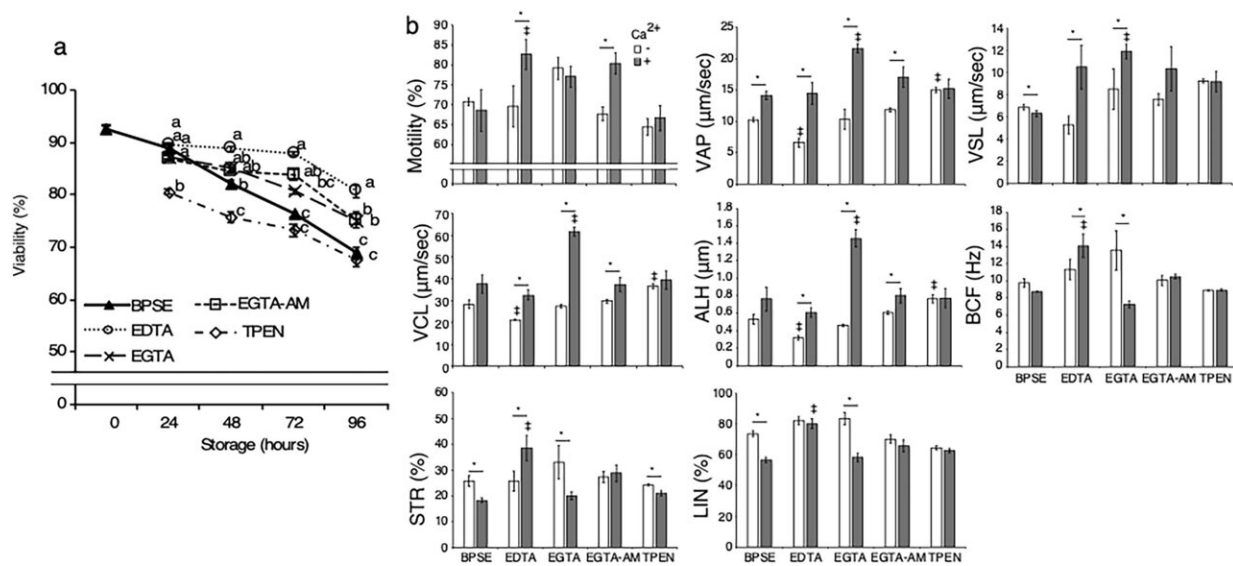 a
Viability (%)
100
90
80
70
60
50
0
a
a
a
a
b
a
ab
ab
b
c
a
ab
bc
c
c
a
b
b
c
c
BPSE
EDTA
EGTA
EGTA-AM
TPEN
0 24 48 72 96
Storage (hours)
b
Motility (%)
90
85
80
75
70
65
60
* ‡ *
Ca2+
-
+
VAP (µm/sec)
25
20
15
10
5
0
* * ‡ * ‡ * ‡
VSL (µm/sec)
14
12
10
8
6
4
2
0
* * * ‡
VCL (µm/sec)
70
60
50
40
30
20
10
0
‡ * * ‡ * ‡
ALH (µm)
1.8
1.6
1.4
1.2
1
0.8
0.6
0.4
0.2
0
‡ * * ‡ * ‡
BCF (Hz)
18
16
14
12
10
8
6
4
2
0
* ‡ *
BPSE EDTA EGTA EGTA-AM TPEN
STR (%)
60
50
40
30
20
10
0
* * ‡ * *
BPSE EDTA EGTA EGTA-AM TPEN
LIN (%)
100
80
60
40
20
0
* ‡ *
BPSE EDTA EGTA EGTA-AM TPEN